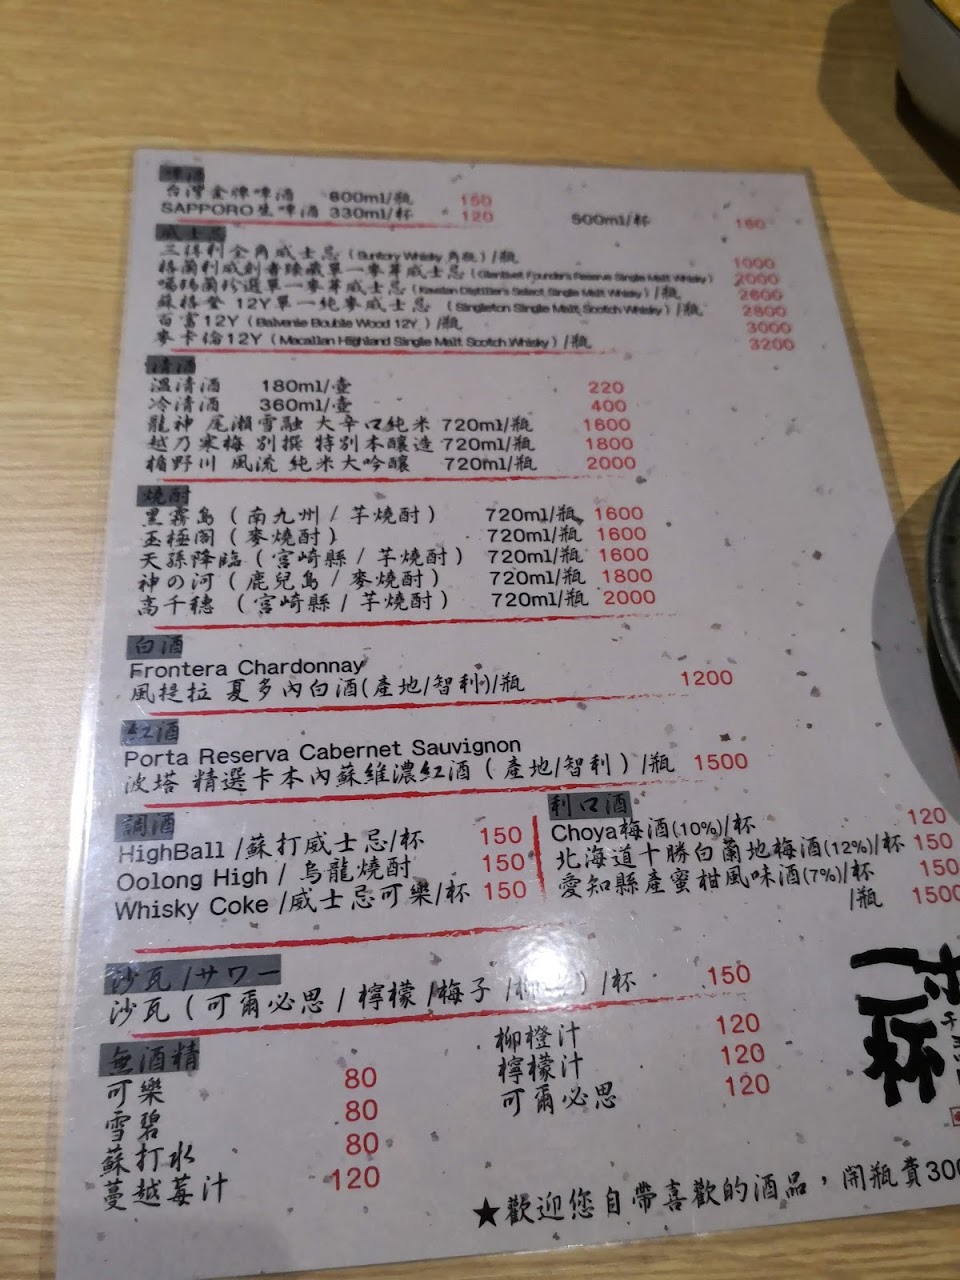 啤酒
台灣金牌啤酒 600ml/瓶 150
SAPPORO生啤酒 330ml/杯 120 500ml/杯 160
威士忌
三得利全角威士忌 (Suntory Whisky 角瓶) /瓶 1000
格蘭利威創者臻藏單一麥芽威士忌 (Glenlivet Founder's Reserve Single Malt Whisky) 2000
噶瑪蘭珍選單一麥芽威士忌 (Kavalan Distiller's Select Single Malt Whisky) /瓶 2600
蘇格登 12Y單一純麥威士忌 (Singleton Single Malt Scotch Whisky) /瓶 2800
百富12Y (Balvenie Double Wood 12Y) /瓶 3000
麥卡倫12Y (Macallan Highland Single Malt Scotch Whisky) /瓶 3200
清酒
溫清酒 180ml/壺 220
冷清酒 360ml/壺 400
龍神 尾瀨雪融 大辛口純米 720ml/瓶 1600
越乃寒梅 別撰 特別本釀造 720ml/瓶 1800
楯野川 風流 純米大吟釀 720ml/瓶 2000
燒酎
黑霧島 (南九州 / 芋燒酎) 720ml/瓶 1600
玉極閣 (麥燒酎) 720ml/瓶 1600
天孫降臨 (宮崎縣 / 芋燒酎) 720ml/瓶 1600
神の河 (鹿兒島 / 麥燒酎) 720ml/瓶 1800
高千穗 (宮崎縣 / 芋燒酎) 720ml/瓶 2000
白酒
Frontera Chardonnay
風提拉 夏多內白酒(產地/智利)/瓶 1200
紅酒
Porta Reserva Cabernet Sauvignon
波塔 精選卡本內蘇維濃紅酒 (產地/智利) /瓶 1500
調酒
HighBall /蘇打威士忌/杯 150
Oolong High / 烏龍燒酎 150
Whisky Coke /威士忌可樂/杯 150
利口酒
Choya梅酒(10%)/杯 120
北海道十勝白蘭地梅酒(12%)/杯 150
愛知縣產蜜柑風味酒(7%)/杯 150
/瓶 1500
沙瓦/サワー
沙瓦 (可爾必思 / 檸檬 /梅子 /柳 ) /杯 150
無酒精
可樂 80
雪碧 80
蘇打水 80
蔓越莓汁 120
柳橙汁 120
檸檬汁 120
可爾必思 120
杯
★歡迎您自帶喜歡的酒品，開瓶費300